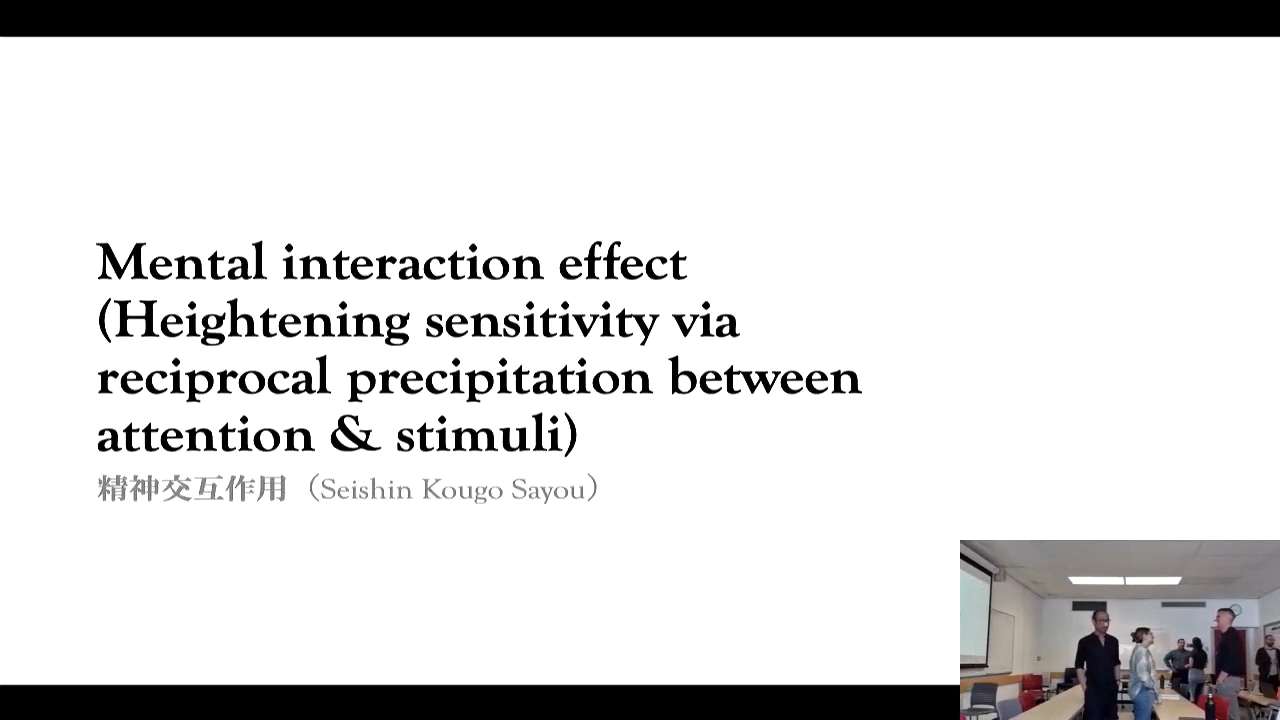 Mental interaction effect
(Heightening sensitivity via
reciprocal precipitation between
attention & stimuli)
精神交互作用（Seishin Kougo Sayou）